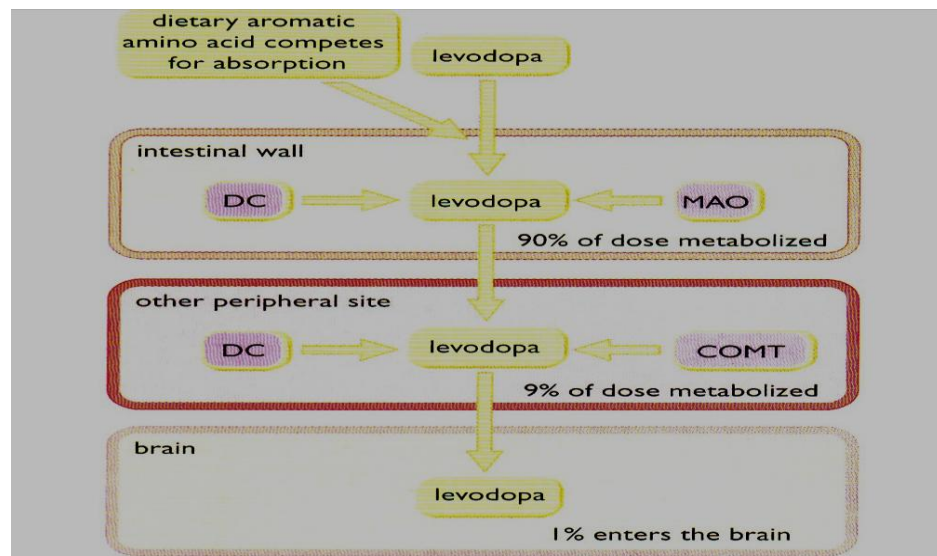 dietary aromatic
amino acid competes
for absorption
levodopa
intestinal wall
DC
levodopa
MAO
90% of dose metabolized
other peripheral site
DC
levodopa
COMT
9% of dose metabolized
brain
levodopa
1% enters the brain